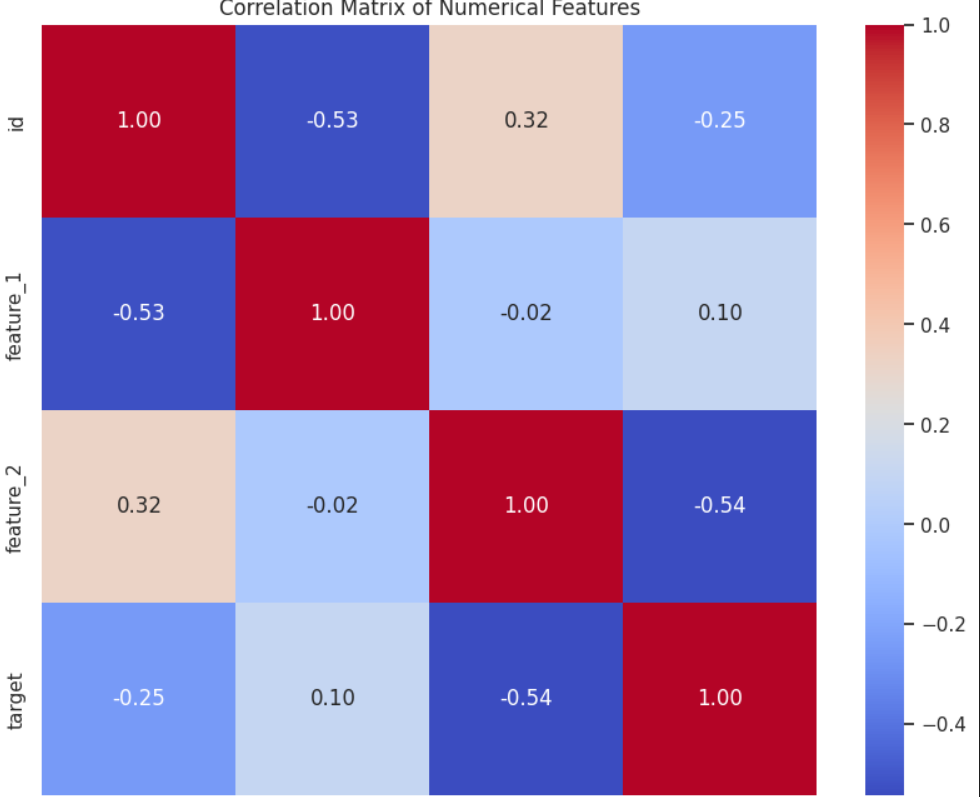 Correlation Matrix of Numerical Features
id
1.00 -0.53 0.32 -0.25
feature_1
-0.53 1.00 -0.02 0.10
feature_2
0.32 -0.02 1.00 -0.54
target
-0.25 0.10 -0.54 1.00
1.0
0.8
0.6
0.4
0.2
0.0
−0.2
−0.4